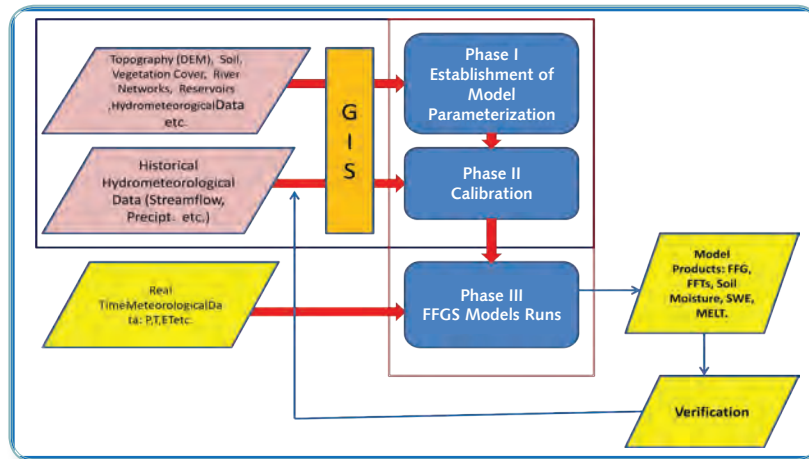 Topography (DEM), Soil,
Vegetation Cover, River
Networks, Reservoirs
,HydrometeorogicalData
etc.
Historical
Hydrometeorological
Data (Streamflow,
Precipt. etc.)
G
I
S
Phase I
Establishment of
Model
Parameterization
Phase II
Calibration
Real
TimeMeteorologicalDa
ta: P,T,ETetc.
Phase III
FFGS Models Runs
Model
Products: FFG,
FFTs, Soil
Moisture, SWE,
MELT.
Verification